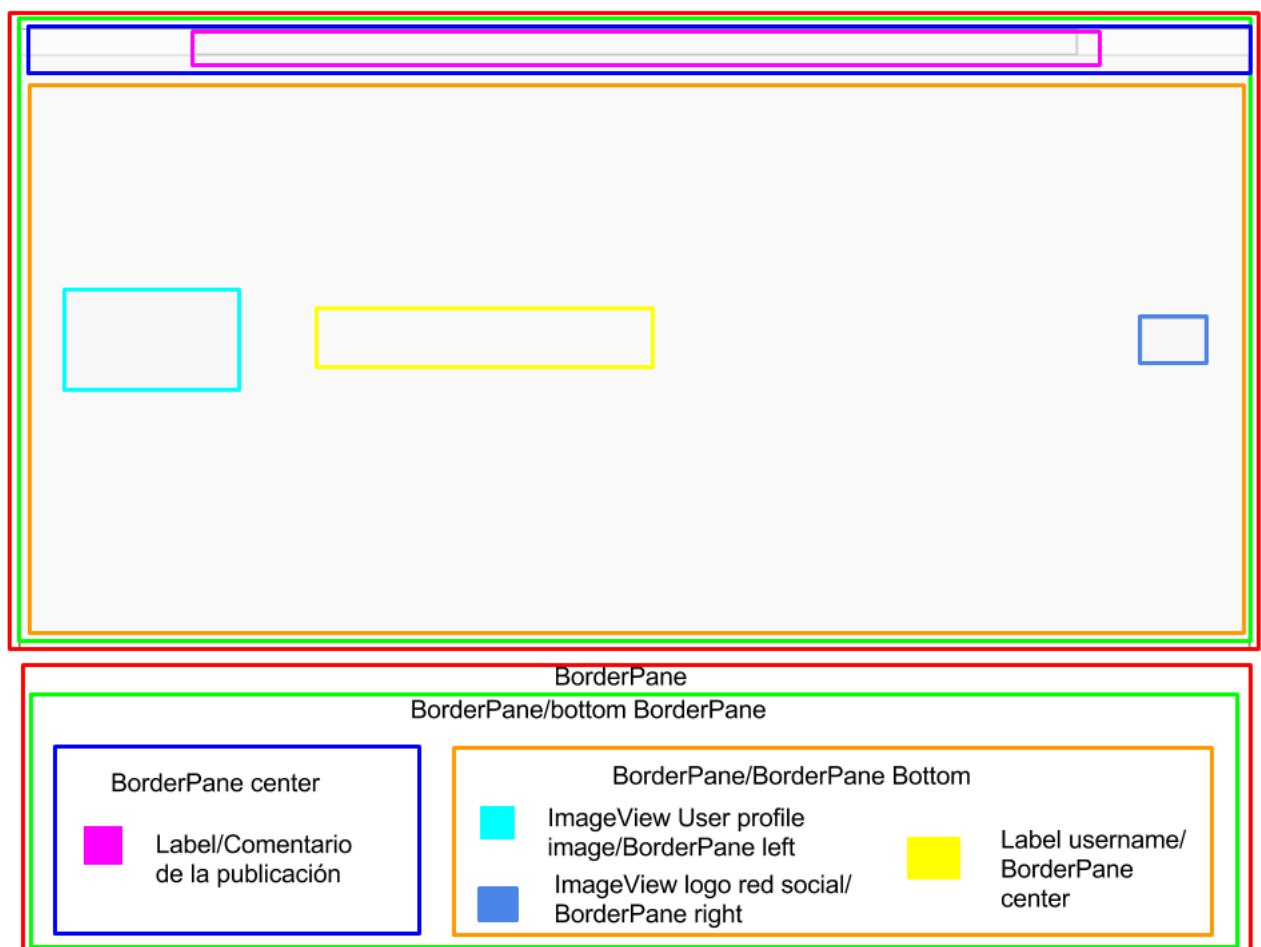 BorderPane
BorderPane/bottom BorderPane
BorderPane center
Label/Comentario
de la publicación
BorderPane/BorderPane Bottom
ImageView User profile
image/BorderPane left
ImageView logo red social/
BorderPane right
Label username/
BorderPane
center